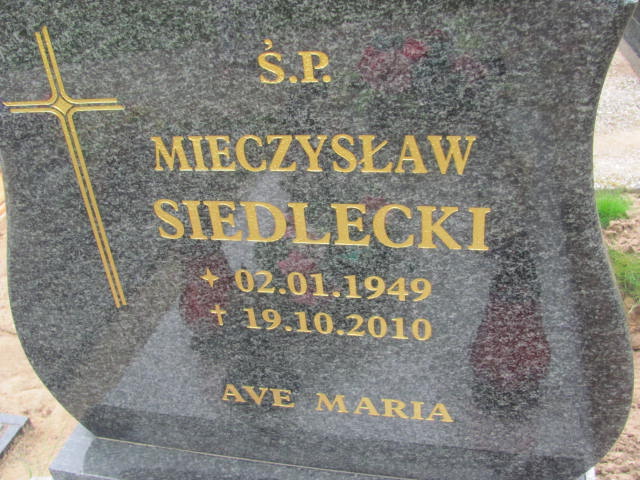 Ś.P.
MIECZYSŁAW
SIEDLECKI
✦ 02.01.1949
✝ 19.10.2010
AVE MARIA